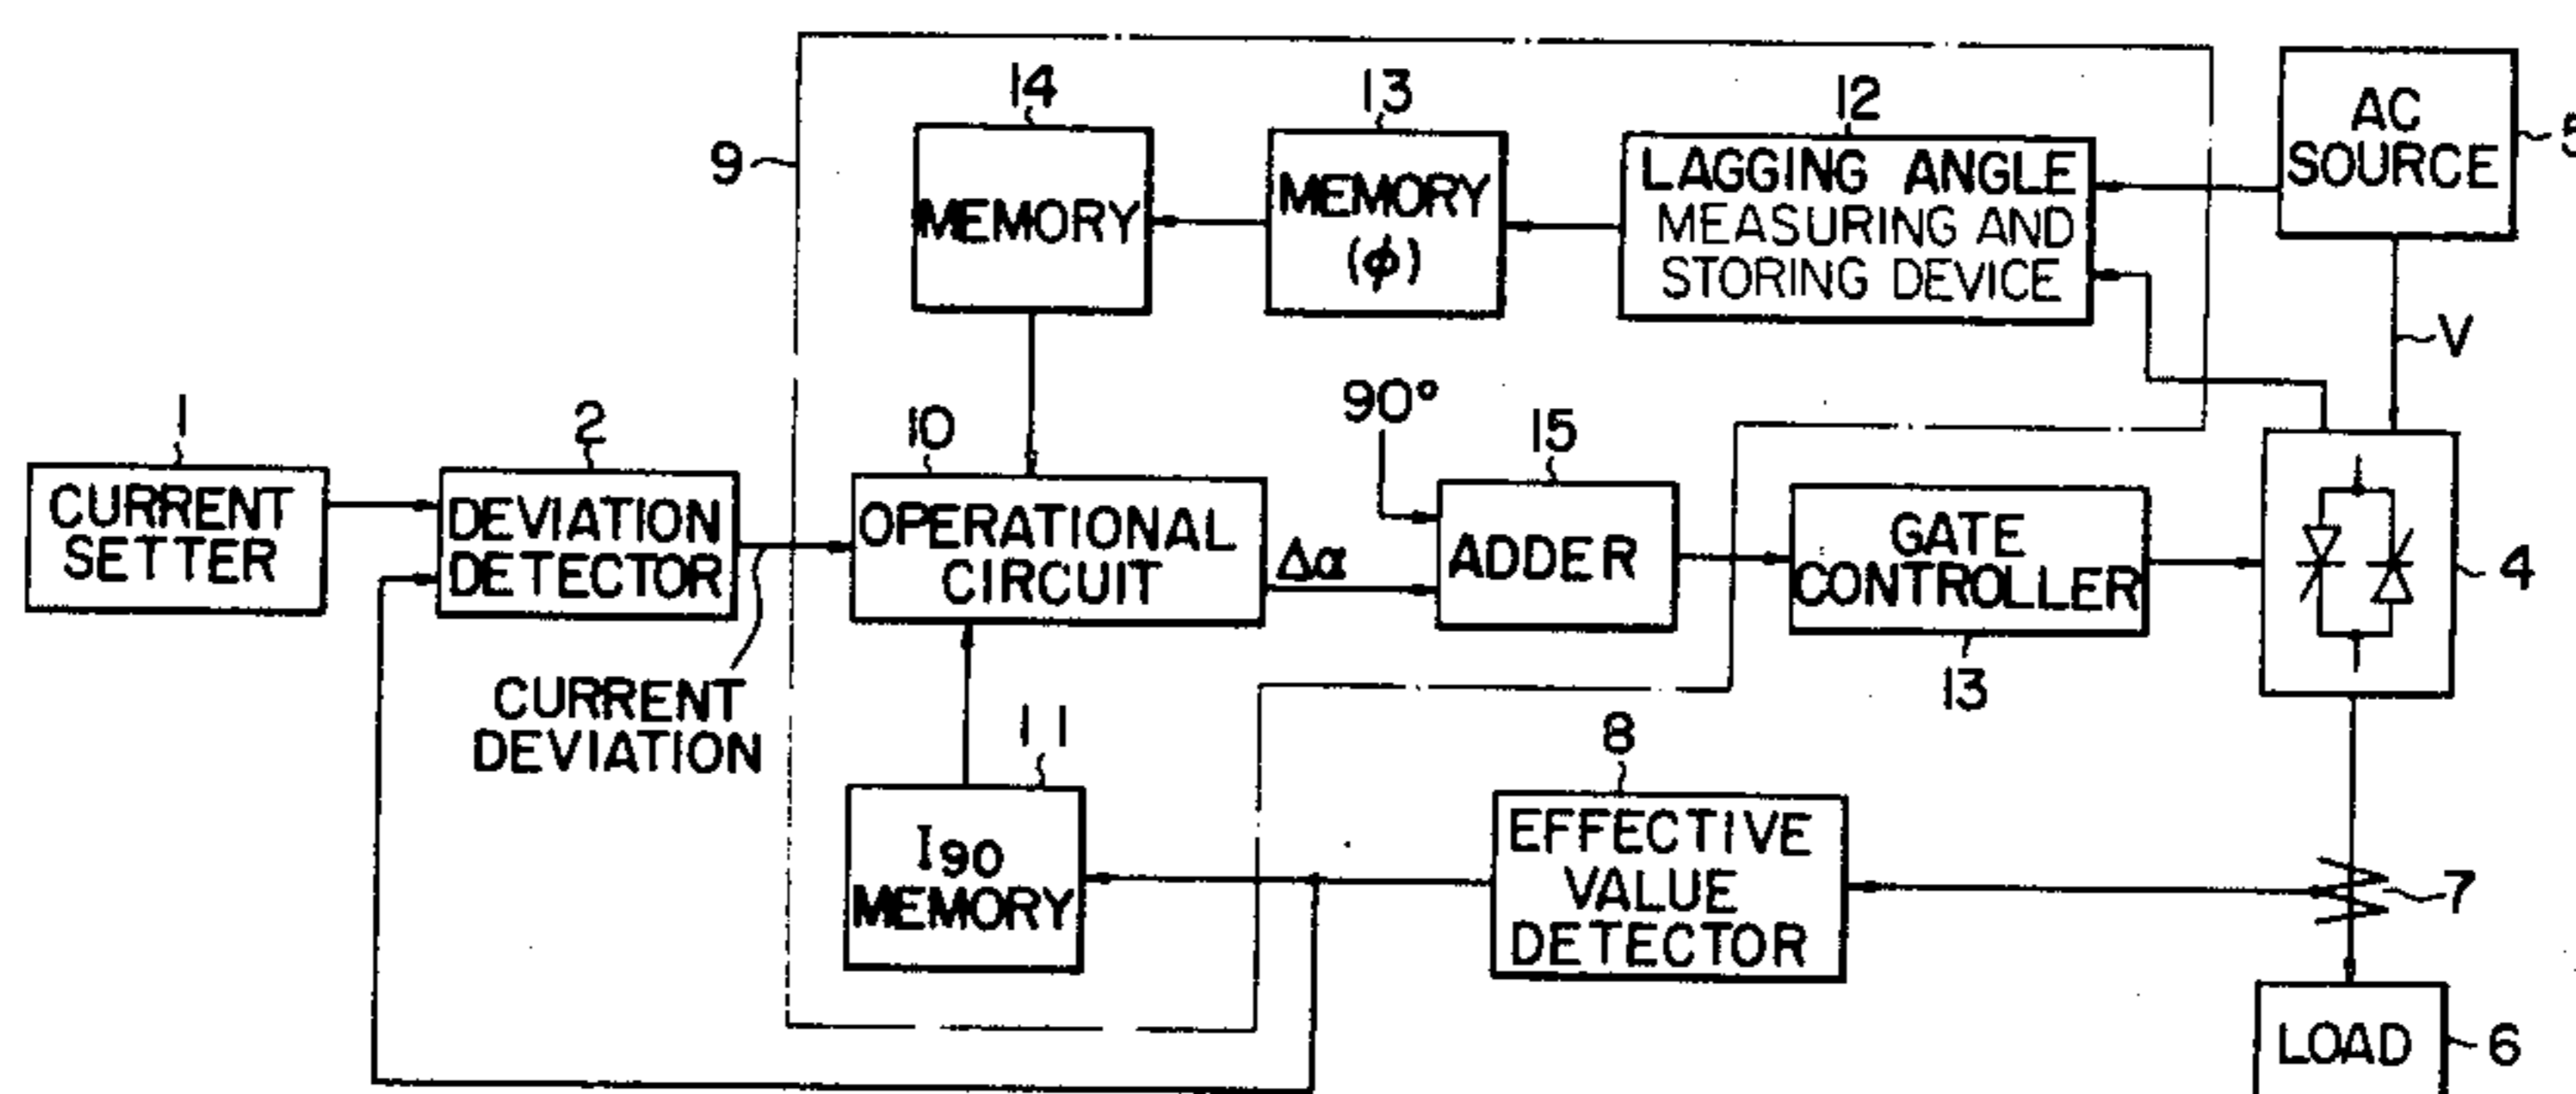 14
13
12
AC
SOURCE
5
9
MEMORY
MEMORY
(ϕ)
LAGGING ANGLE
MEASURING AND
STORING DEVICE
V
1
2
10
90°
15
CURRENT
SETTER
DEVIATION
DETECTOR
OPERATIONAL
CIRCUIT
Δα
ADDER
GATE
CONTROLLER
4
13
CURRENT
DEVIATION
11
8
I90
MEMORY
EFFECTIVE
VALUE
DETECTOR
7
LOAD
6